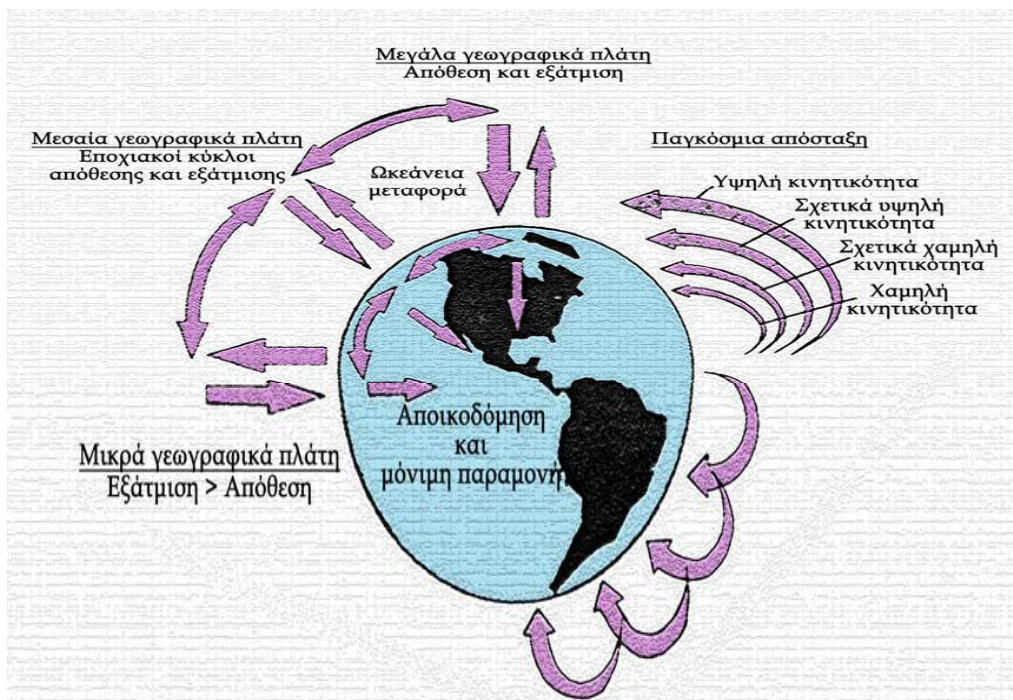 Μεγάλα γεωγραφικά πλάτη
Απόθεση και εξάτμιση
Μεσαία γεωγραφικά πλάτη
Εποχιακοί κύκλοι
απόθεσης και εξάτμισης
Ωκεάνεια
μεταφορά
Παγκόσμια απόσταξη
Υψηλή κινητικότητα
Σχετικά υψηλή
κινητικότητα
Σχετικά χαμηλή
κινητικότητα
Χαμηλή
κινητικότητα
Μικρά γεωγραφικά πλάτη
Εξάτμιση > Απόθεση
Αποικοδόμηση
και
μόνιμη παραμονή